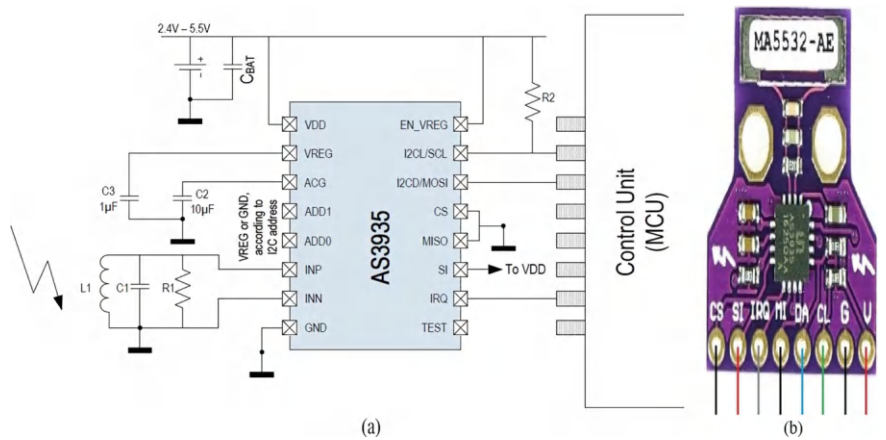 2.4V – 5.5V
+
-
CBAT
R2
VDD
EN_VREG
VREG
I2CL/SCL
ACG
I2CD/MOSI
ADD1
CS
ADD0
MISO
INP
SI
INN
IRQ
GND
TEST
AS3935
C3
1µF
C2
10µF
VREG or GND,
according to
I2C address
L1
C1
R1
To VDD
Control Unit
(MCU)
(a)
MA5532-AE
AS3935
CS SI IRQ MI DA CL G V
(b)